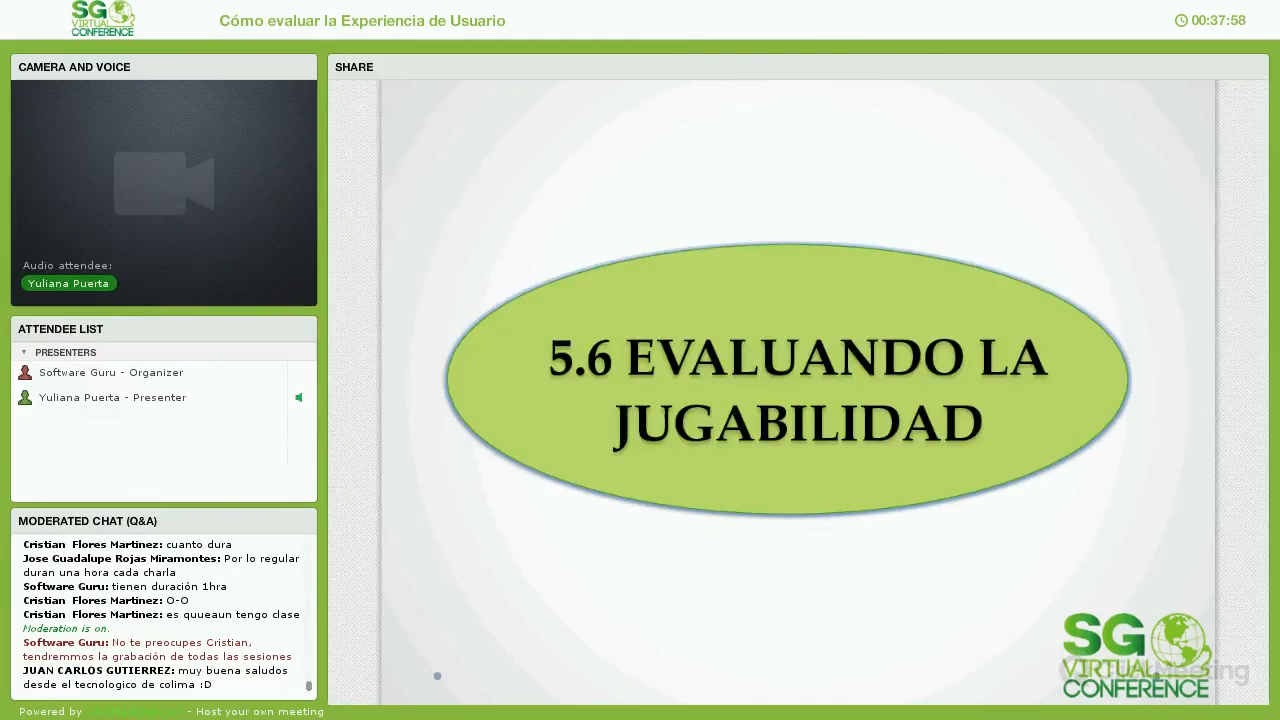 SG
VIRTUAL
CONFERENCE
Cómo evaluar la Experiencia de Usuario
00:37:58
CAMERA AND VOICE
Audio attendee:
Yuliana Puerta
ATTENDEE LIST
PRESENTERS
Software Guru - Organizer
Yuliana Puerta - Presenter
MODERATED CHAT (Q&A)
Cristian Flores Martinez: cuanto dura
Jose Guadalupe Rojas Miramontes: Por lo regular
duran una hora cada charla
Software Guru: tienen duración 1hra
Cristian Flores Martinez: O-O
Cristian Flores Martinez: es quueaun tengo clase
Moderation is on.
Software Guru: No te preocupes Cristian,
tendremmos la grabación de todas las sesiones
JUAN CARLOS GUTIERREZ: muy buena saludos
desde el tecnologico de colima :D
Powered by - Host your own meeting
SHARE
5.6 EVALUANDO LA
JUGABILIDAD
SG
VIRTUAL
CONFERENCE